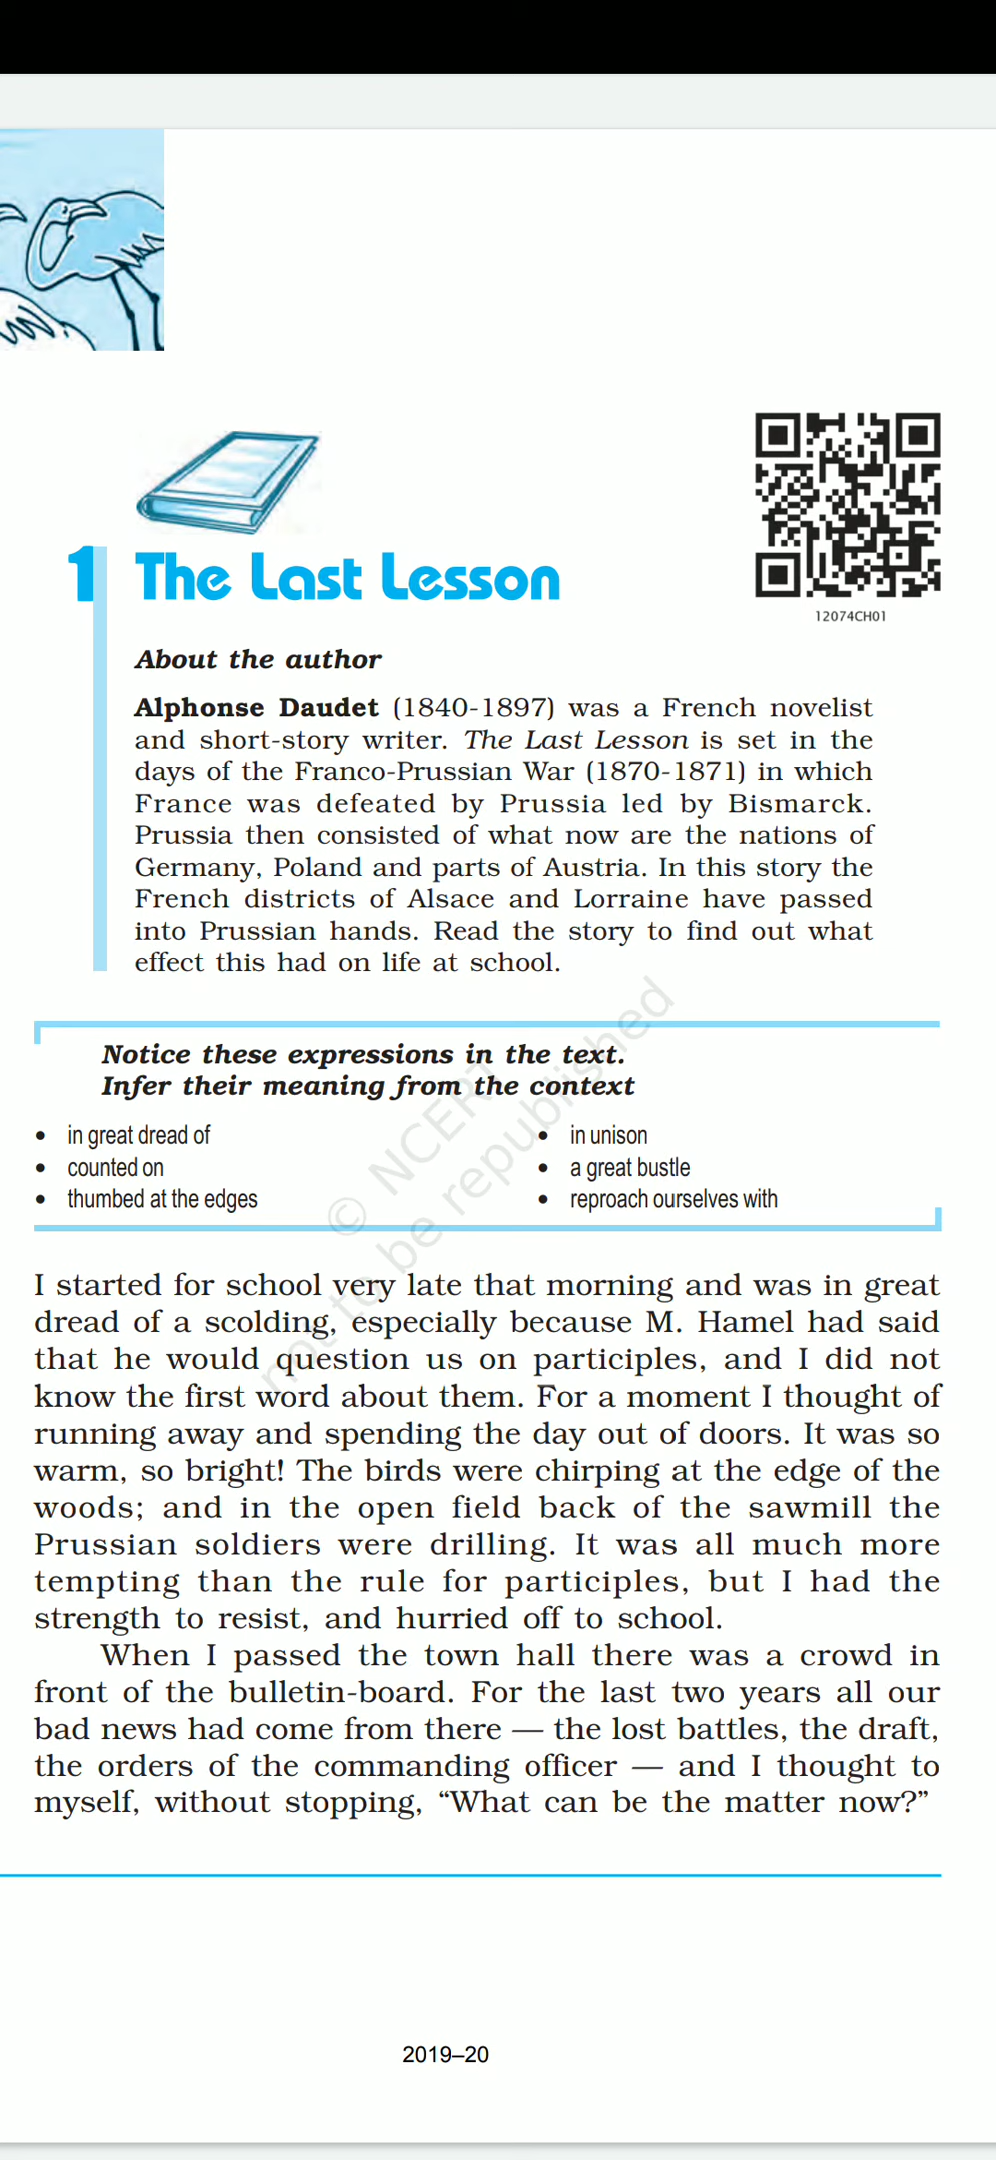 12074CH01
1 The Last Lesson
About the author
Alphonse Daudet (1840-1897) was a French novelist
and short-story writer. The Last Lesson is set in the
days of the Franco-Prussian War (1870-1871) in which
France was defeated by Prussia led by Bismarck.
Prussia then consisted of what now are the nations of
Germany, Poland and parts of Austria. In this story the
French districts of Alsace and Lorraine have passed
into Prussian hands. Read the story to find out what
effect this had on life at school.
Notice these expressions in the text.
Infer their meaning from the context
• in great dread of
• counted on
• thumbed at the edges
• in unison
• a great bustle
• reproach ourselves with
© NCERT
not to be republished
I started for school very late that morning and was in great
dread of a scolding, especially because M. Hamel had said
that he would question us on participles, and I did not
know the first word about them. For a moment I thought of
running away and spending the day out of doors. It was so
warm, so bright! The birds were chirping at the edge of the
woods; and in the open field back of the sawmill the
Prussian soldiers were drilling. It was all much more
tempting than the rule for participles, but I had the
strength to resist, and hurried off to school.
When I passed the town hall there was a crowd in
front of the bulletin-board. For the last two years all our
bad news had come from there — the lost battles, the draft,
the orders of the commanding officer — and I thought to
myself, without stopping, “What can be the matter now?”
2019–20